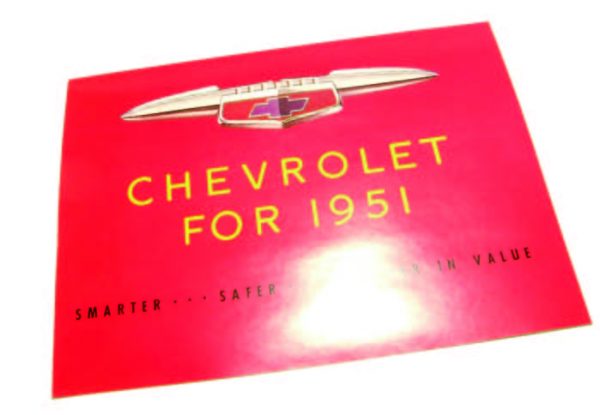 CHEVROLET
FOR 1951
SMARTER · · · SAFER · IN VALUE